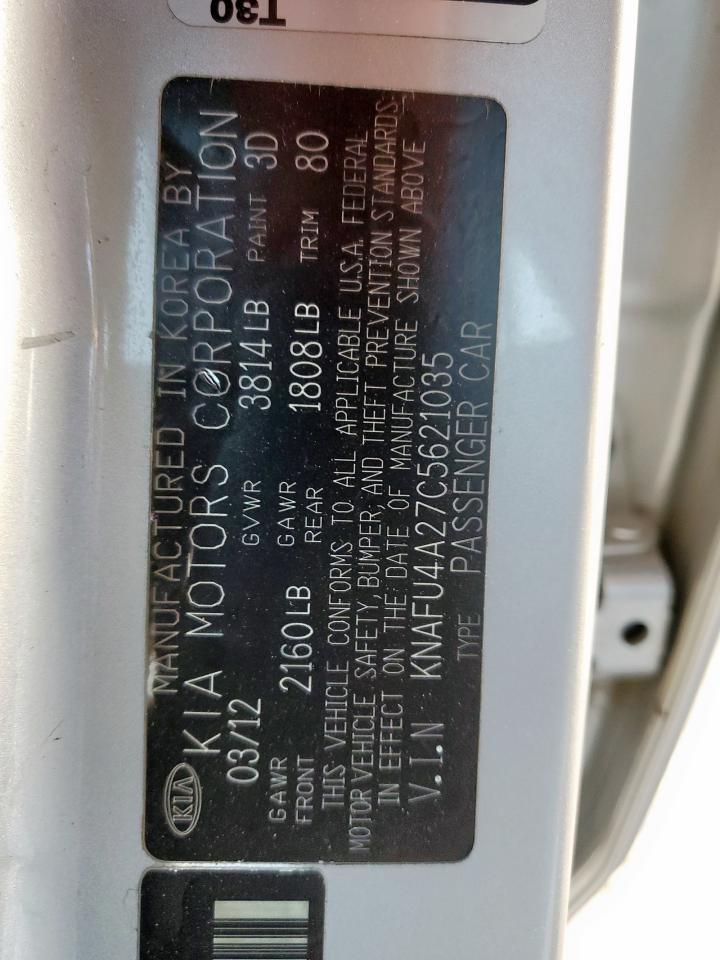 T30
KIA
MANUFACTURED IN KOREA BY
KIA MOTORS CORPORATION
03/12 GVWR 3814LB PAINT 3D
GAWR FRONT 2160LB GAWR REAR 1808LB TRIM 80
THIS VEHICLE CONFORMS TO ALL APPLICABLE U.S.A. FEDERAL
MOTOR VEHICLE SAFETY, BUMPER, AND THEFT PREVENTION STANDARDS
IN EFFECT ON THE DATE OF MANUFACTURE SHOWN ABOVE
V.I.N KNAFU4A27C5621035
TYPE PASSENGER CAR